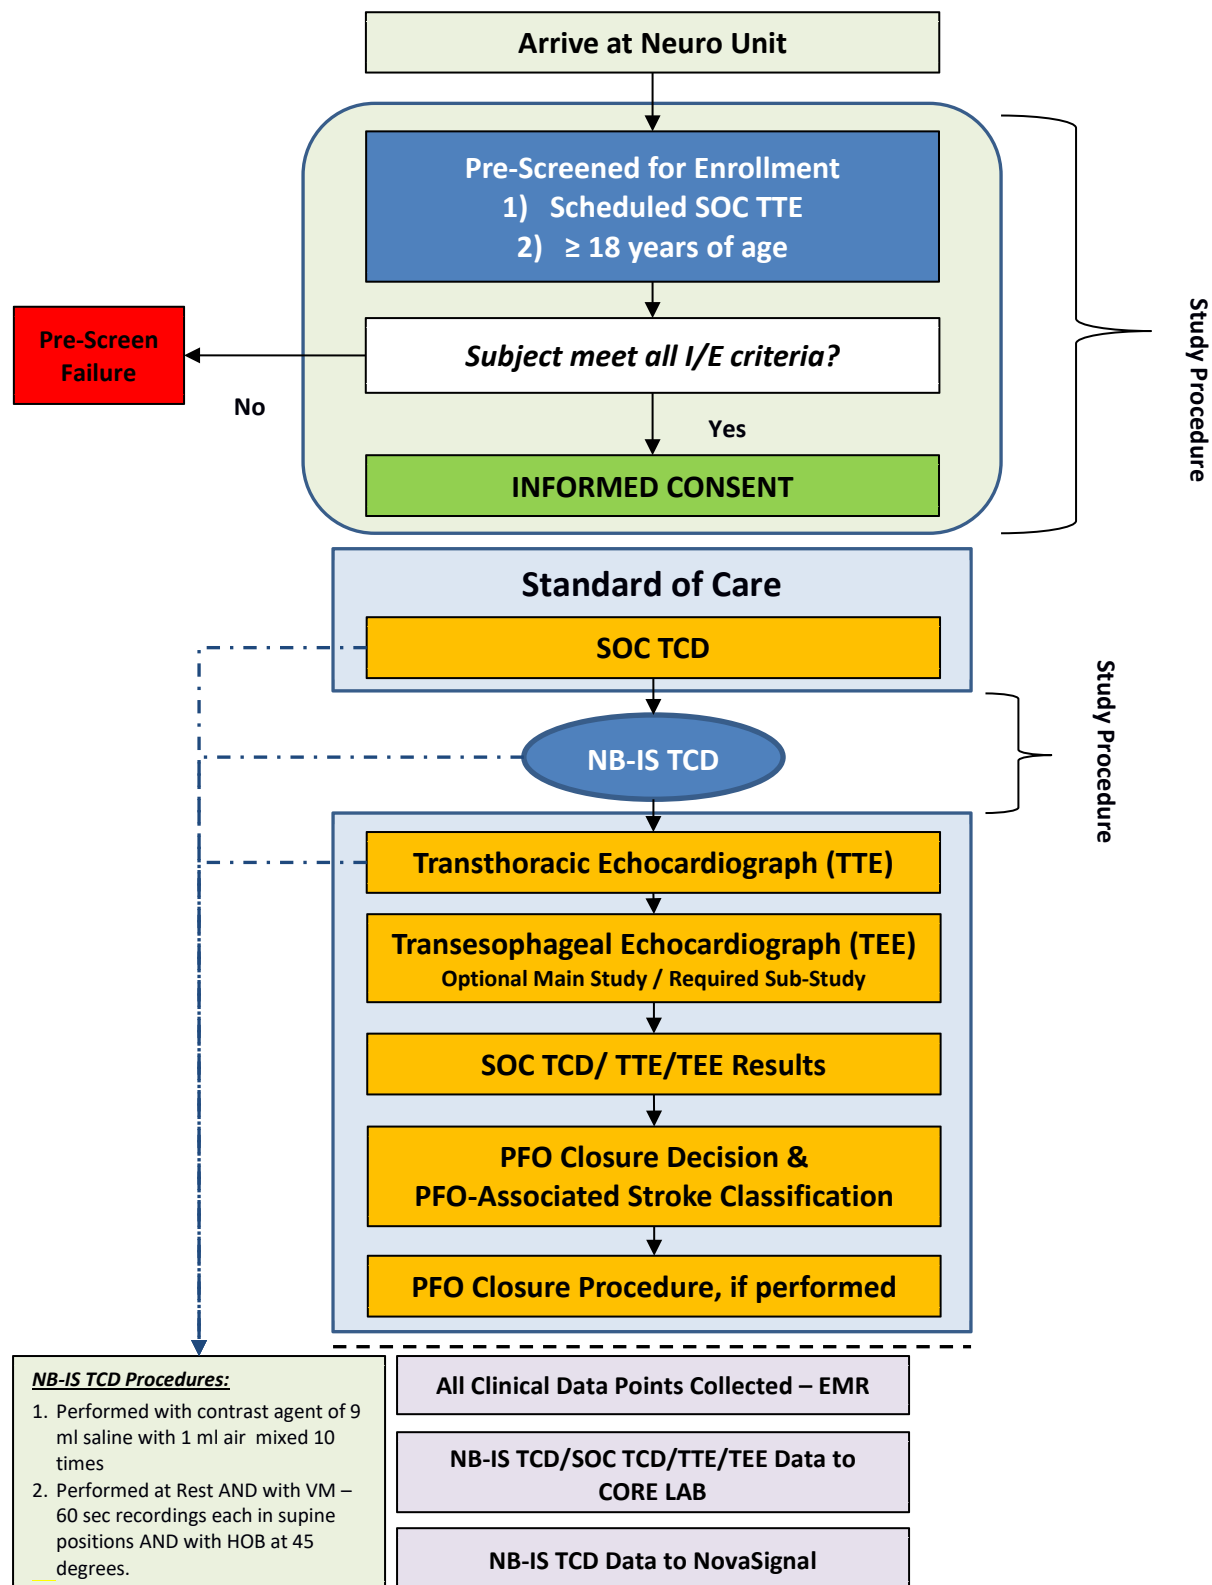 Arrive at Neuro Unit
Pre-Screened for Enrollment
1) Scheduled SOC TTE
2) ≥ 18 years of age
Study Procedure
Pre-Screen
Failure
Subject meet all I/E criteria?
No
Yes
INFORMED CONSENT
Standard of Care
SOC TCD
Study Procedure
NB-IS TCD
Transthoracic Echocardiograph (TTE)
Transesophageal Echocardiograph (TEE)
Optional Main Study / Required Sub-Study
SOC TCD/ TTE/TEE Results
PFO Closure Decision &
PFO-Associated Stroke Classification
PFO Closure Procedure, if performed
NB-IS TCD Procedures:
1. Performed with contrast agent of 9
ml saline with 1 ml air mixed 10
times
2. Performed at Rest AND with VM –
60 sec recordings each in supine
positions AND with HOB at 45
degrees.
All Clinical Data Points Collected – EMR
NB-IS TCD/SOC TCD/TTE/TEE Data to
CORE LAB
NB-IS TCD Data to NovaSignal